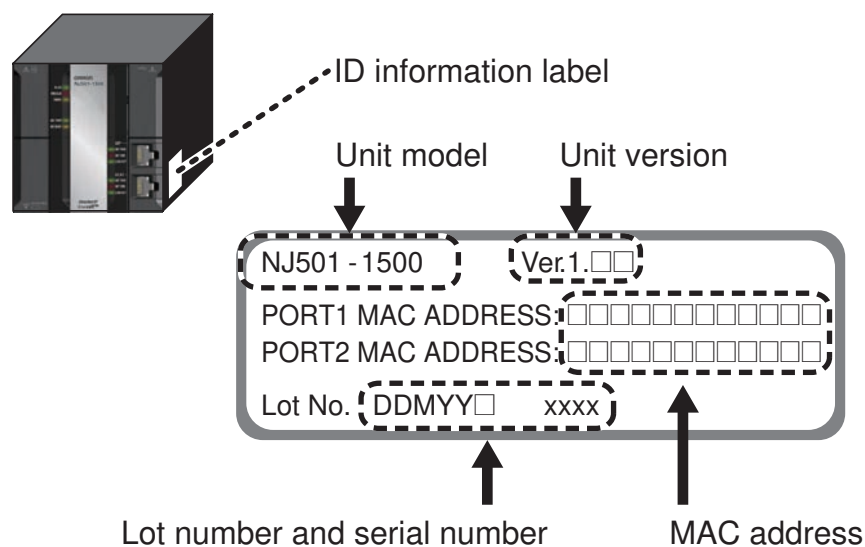 ID information label
Unit model Unit version
NJ501 - 1500 Ver.1.□□
PORT1 MAC ADDRESS: □□□□□□□□□□□□
PORT2 MAC ADDRESS: □□□□□□□□□□□□
Lot No. DDMYY□ xxxx
Lot number and serial number MAC address